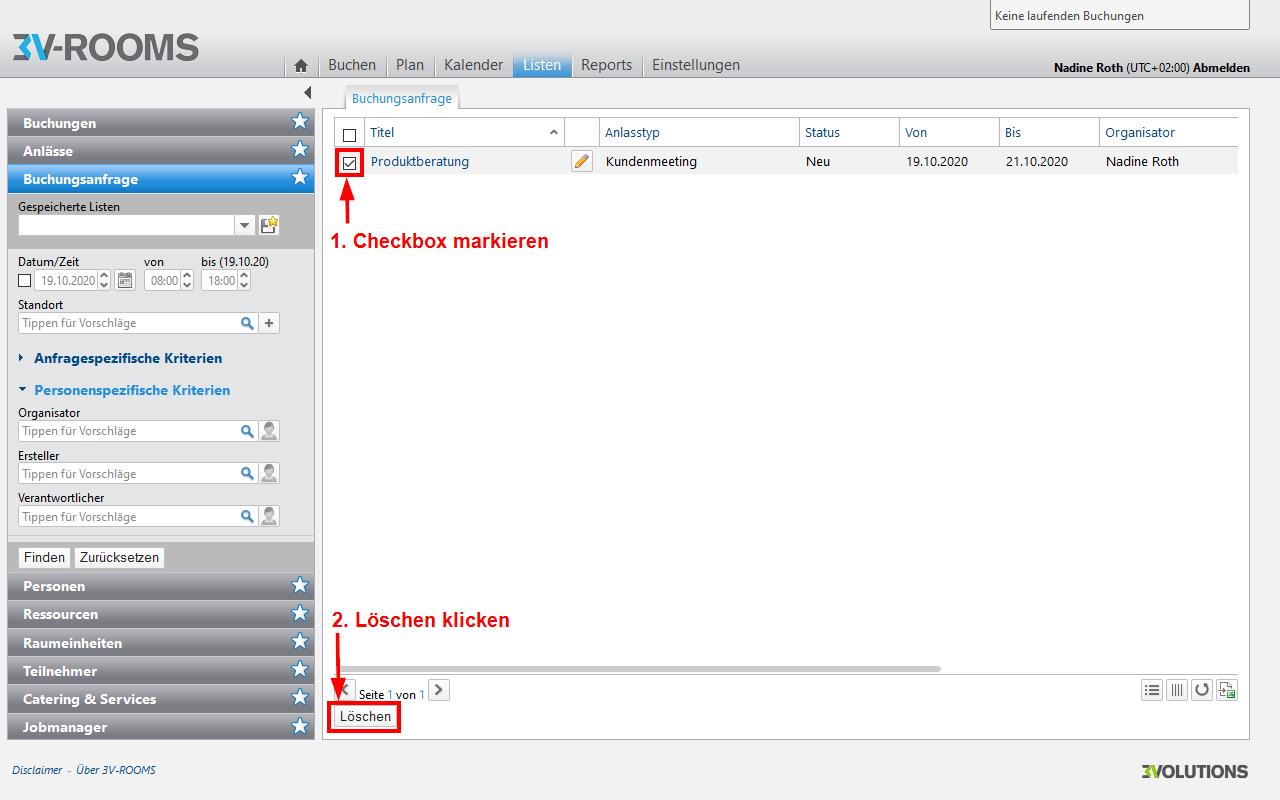 Keine laufenden Buchungen
3V-ROOMS
Buchen Plan Kalender Listen Reports Einstellungen
Nadine Roth (UTC+02:00) Abmelden
Buchungen
Anlässe
Buchungsanfrage
Gespeicherte Listen
Datum/Zeit von bis (19.10.20)
19.10.2020 08:00 18:00
Standort
Tippen für Vorschläge
Anfragespezifische Kriterien
Personenspezifische Kriterien
Organisator
Tippen für Vorschläge
Ersteller
Tippen für Vorschläge
Verantwortlicher
Tippen für Vorschläge
Finden Zurücksetzen
Personen
Ressourcen
Raumeinheiten
Teilnehmer
Catering & Services
Jobmanager
Buchungsanfrage
Titel Anlasstyp Status Von Bis Organisator
Produktberatung Kundenmeeting Neu 19.10.2020 21.10.2020 Nadine Roth
1. Checkbox markieren
2. Löschen klicken
Seite 1 von 1
Löschen
Disclaimer - Über 3V-ROOMS
3VOLUTIONS